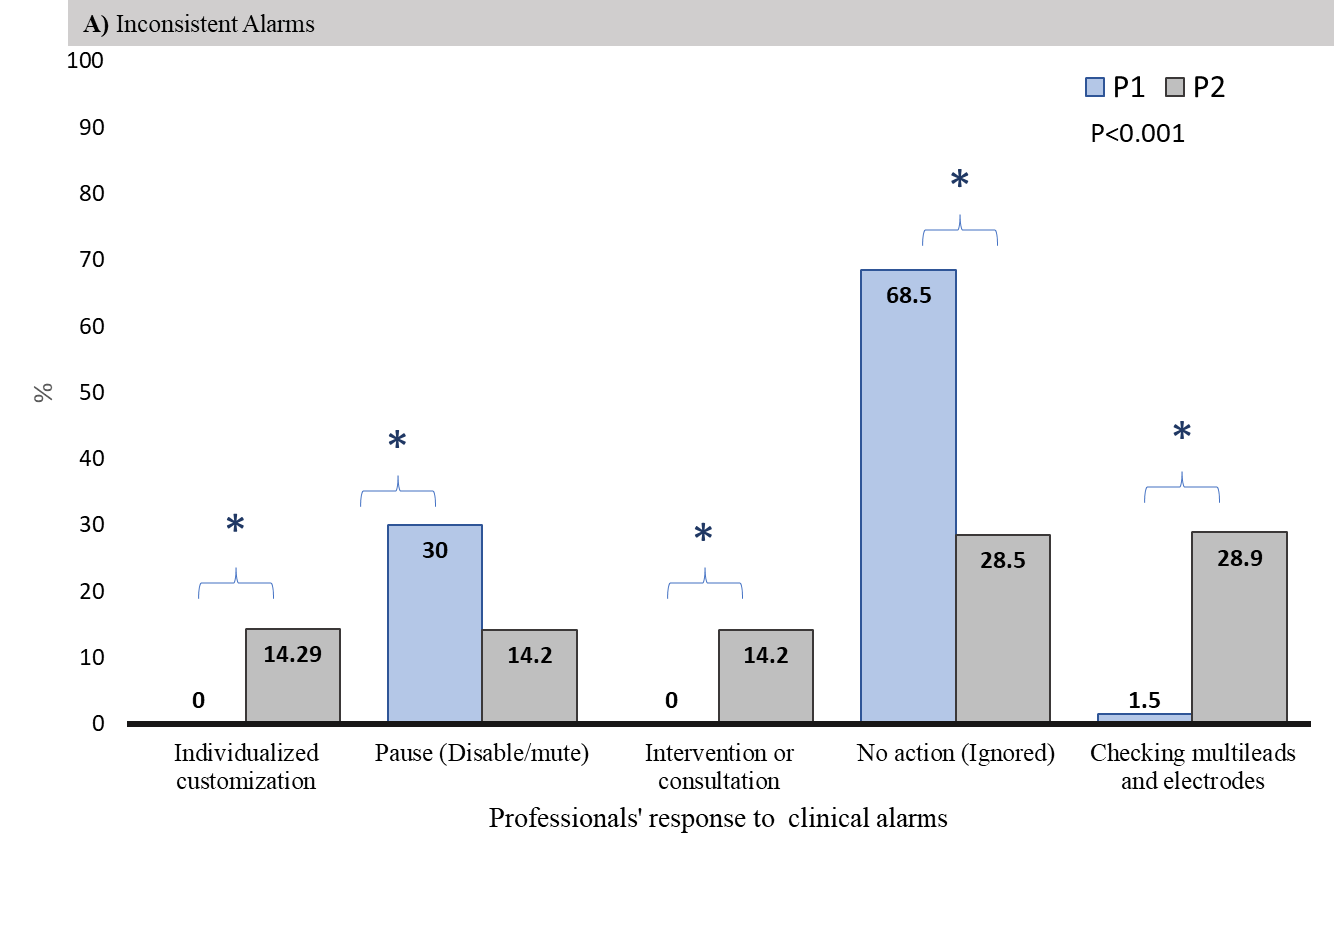 A) Inconsistent Alarms
100
90
80
70
60
50
40
30
20
10
0
%
P1 P2
P<0.001
*
*
*
*
*
0
14.29
30
14.2
0
14.2
68.5
28.5
1.5
28.9
Individualized
customization
Pause (Disable/mute)
Intervention or
consultation
No action (Ignored)
Checking multileads
and electrodes
Professionals' response to  clinical alarms